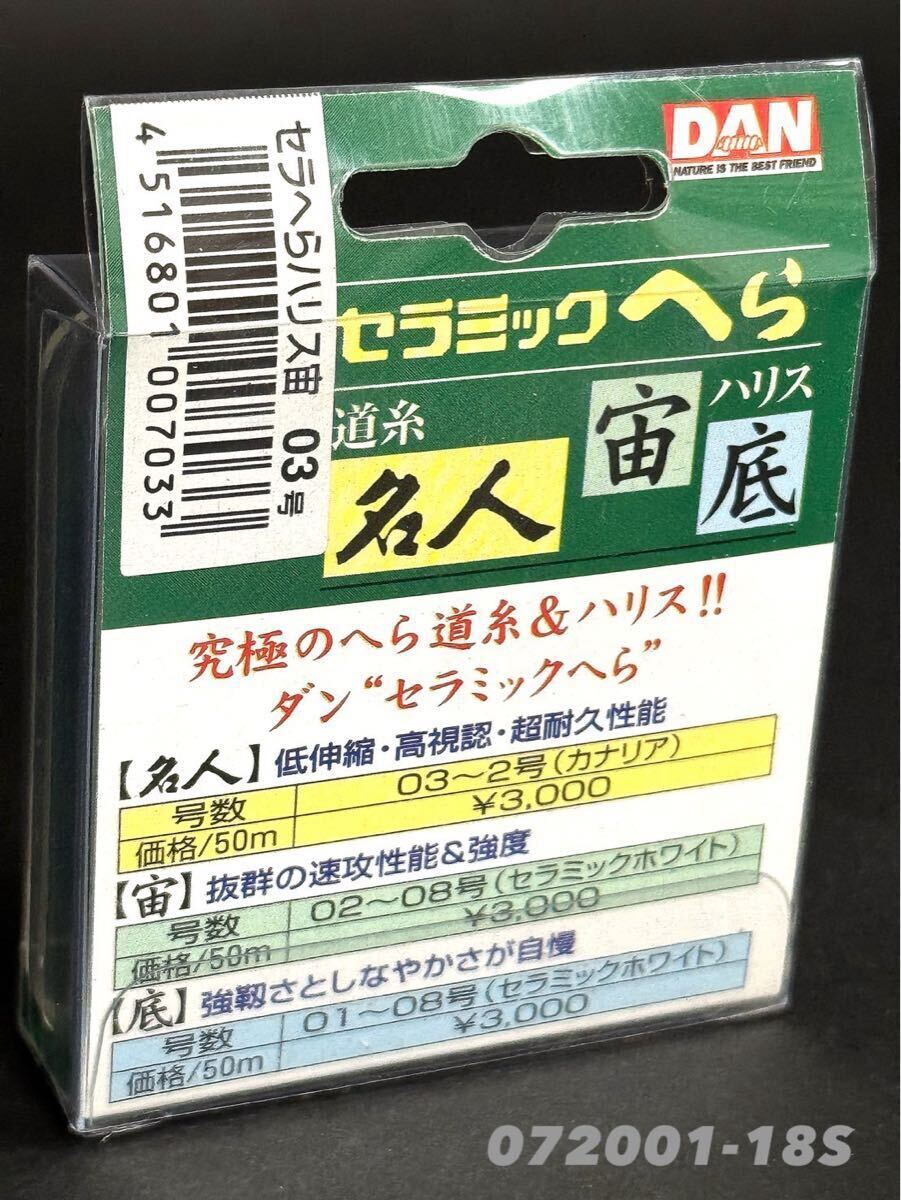 セラへらハリス宙 03号
4 516801 007033
DAN
NATURE IS THE BEST FRIEND
セラミックへら
道糸
名人
宙
ハリス
底
究極のへら道糸&ハリス!!
ダン“セラミックへら”
【名人】低伸縮・高視認・超耐久性能
号数 03～2号(カナリア)
価格/50m ¥3,000
【宙】抜群の速攻性能&強度
号数 02～08号(セラミックホワイト)
価格/50m ¥3,000
【底】強靱さとしなやかさが自慢
号数 01～08号(セラミックホワイト)
価格/50m ¥3,000
072001-18S